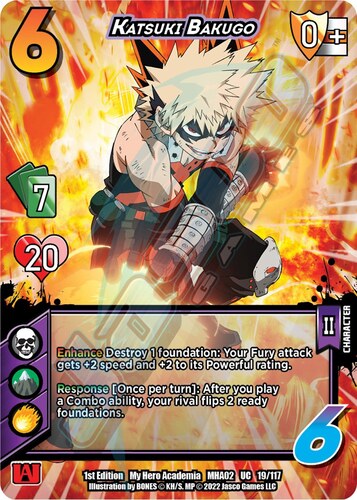 6
KATSUKI BAKUGO
0 +
7
20
II
CHARACTER
Enhance Destroy 1 foundation: Your Fury attack
gets +2 speed and +2 to its Powerful rating.
Response [Once per turn]: After you play
a Combo ability, your rival flips 2 ready
foundations.
6
1st Edition My Hero Academia MHA02 UC 19/117
Illustration by BONES © KH/S. MP © 2022 Jasco Games LLC